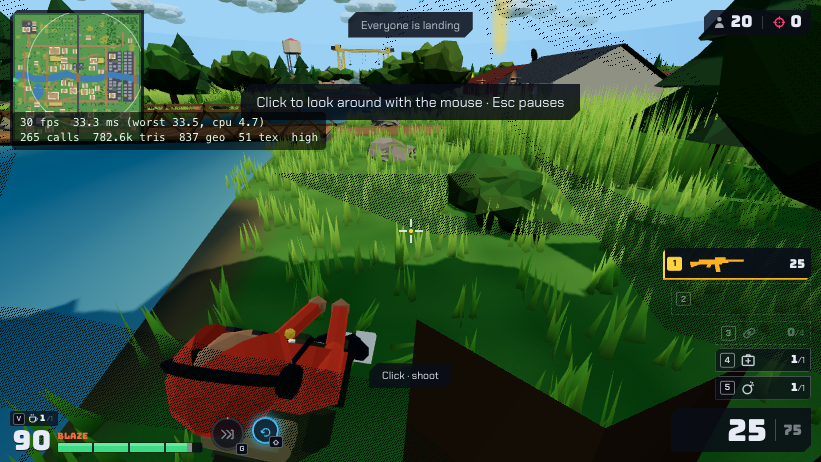 Everyone is landing
20
0
Click to look around with the mouse · Esc pauses
30 fps 33.3 ms (worst 33.5, cpu 4.7)
265 calls 782.6k tris 837 geo 51 tex high
1
25
2
3
0/4
4
1/1
5
1/1
Click · shoot
V
1/1
90
BLAZE
G
25
75